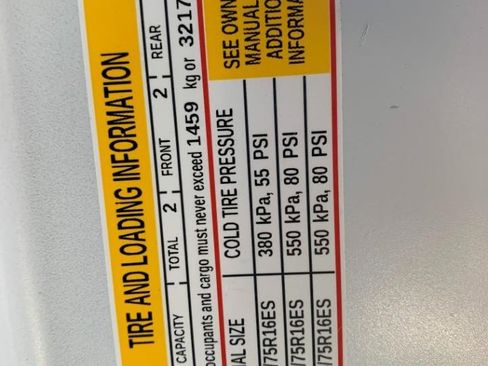 TIRE AND LOADING INFORMATION
CAPACITY TOTAL 2 FRONT 2 REAR
occupants and cargo must never exceed 1459 kg or 3217
AL SIZE COLD TIRE PRESSURE
/75R16ES 380 kPa, 55 PSI
/75R16ES 550 kPa, 80 PSI
/75R16ES 550 kPa, 80 PSI
SEE OWN
MANUAL
ADDITIO
INFORMA